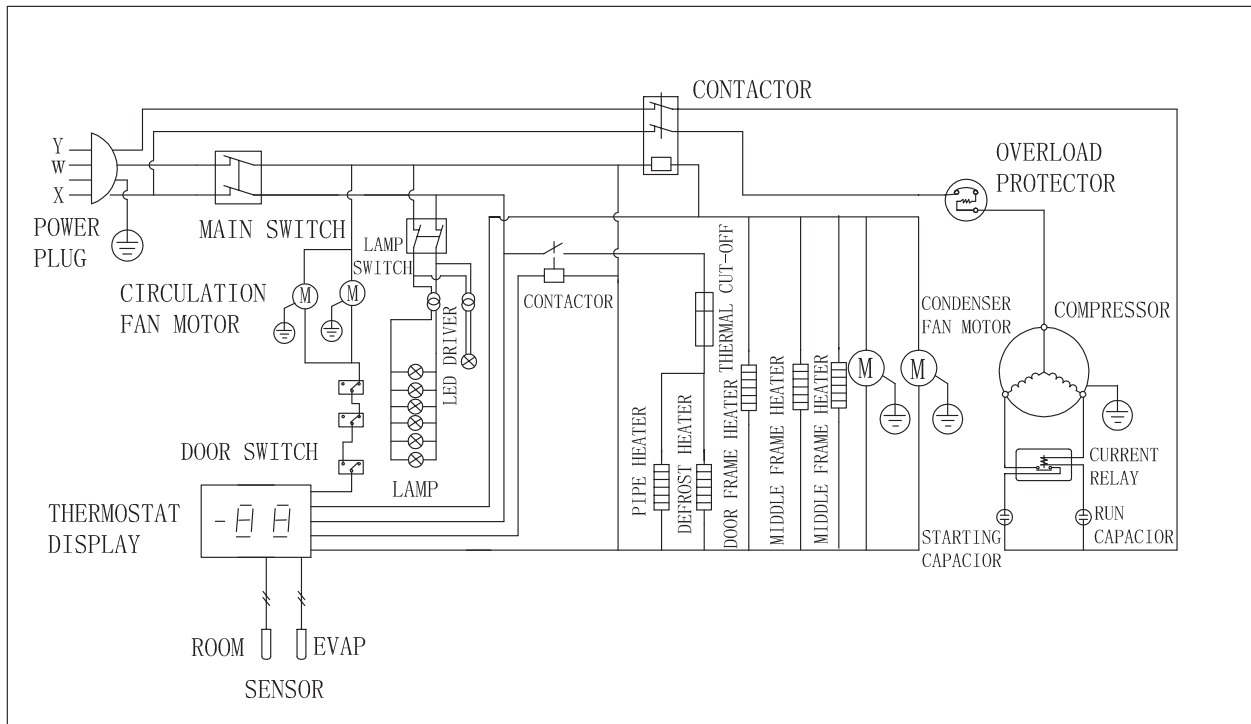 CONTACTOR
Y
W
X
POWER
PLUG
MAIN SWITCH
LAMP
SWITCH
OVERLOAD
PROTECTOR
CIRCULATION
FAN MOTOR
M
M
CONTACTOR
LED DRIVER
THERMAL CUT-OFF
CONDENSER
FAN MOTOR
M
M
COMPRESSOR
DOOR SWITCH
LAMP
PIPE HEATER
DEFROST HEATER
DOOR FRAME HEATER
MIDDLE FRAME HEATER
MIDDLE FRAME HEATER
CURRENT
RELAY
THERMOSTAT
DISPLAY
-88
STARTING
CAPACIOR
RUN
CAPACIOR
ROOM
EVAP
SENSOR